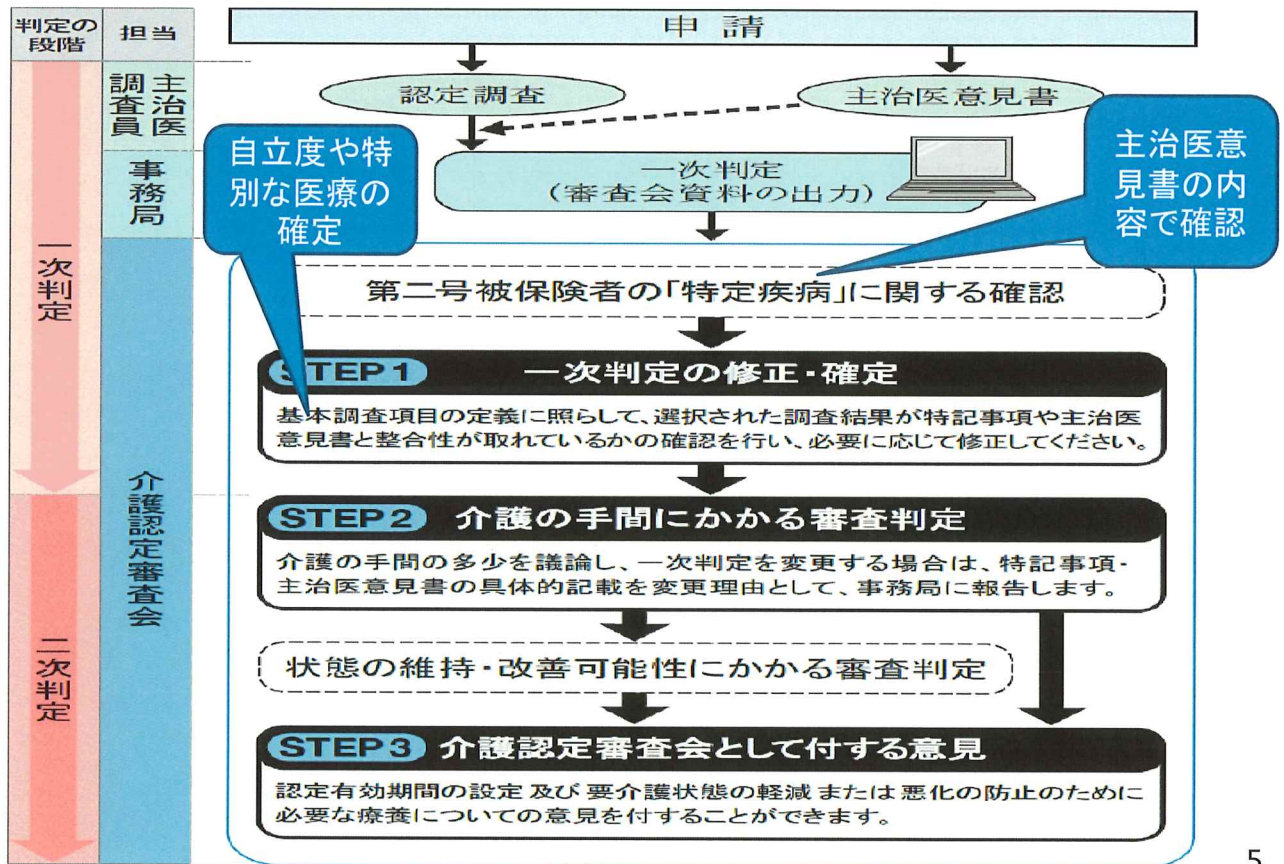 判定の
段階
担当
申 請
調査員
主治医
認定調査
主治医意見書
自立度や特
別な医療の
確定
主治医意
見書の内
容で確認
事務局
一次判定
(審査会資料の出力)
一次判定
第二号被保険者の「特定疾病」に関する確認
STEP1 一次判定の修正・確定
基本調査項目の定義に照らして、選択された調査結果が特記事項や主治医
意見書と整合性が取れているかの確認を行い、必要に応じて修正してください。
介護認定審査会
STEP2 介護の手間にかかる審査判定
介護の手間の多少を議論し、一次判定を変更する場合は、特記事項・
主治医意見書の具体的記載を変更理由として、事務局に報告します。
二次判定
状態の維持・改善可能性にかかる審査判定
STEP3 介護認定審査会として付する意見
認定有効期間の設定及び要介護状態の軽減または悪化の防止のために
必要な療養についての意見を付することができます。
5